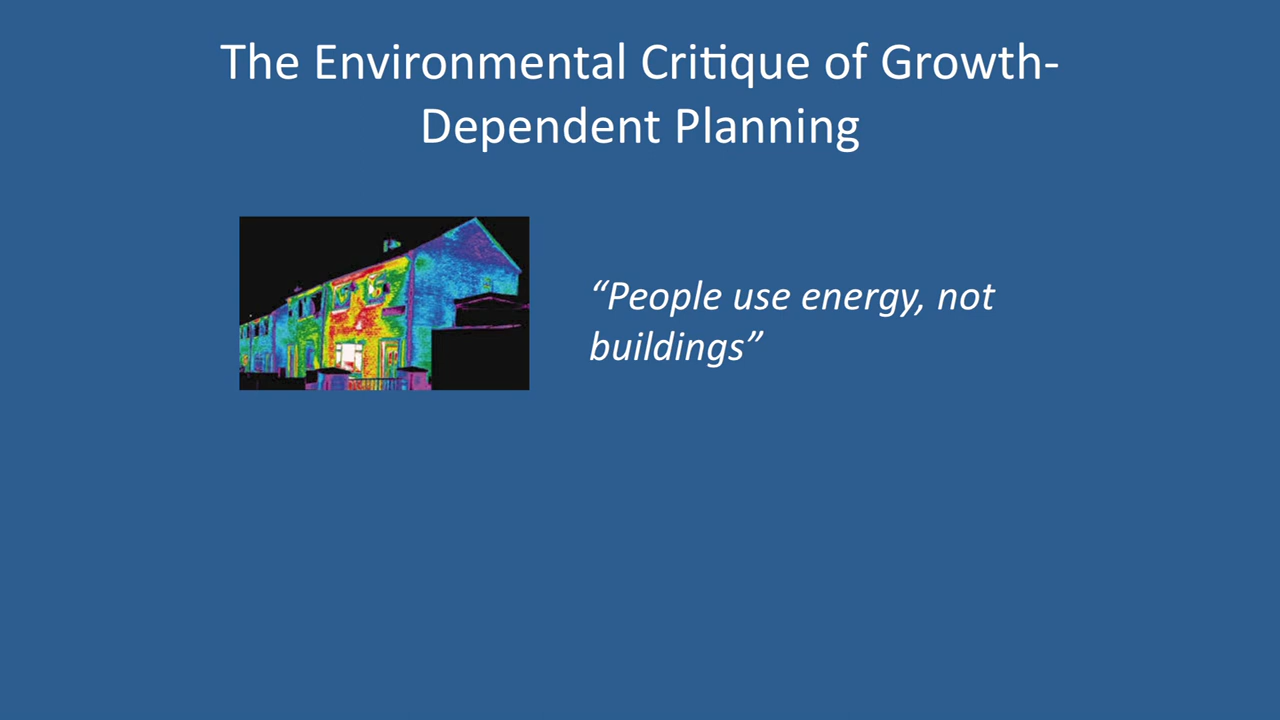 The Environmental Critique of Growth-
Dependent Planning
“People use energy, not
buildings”